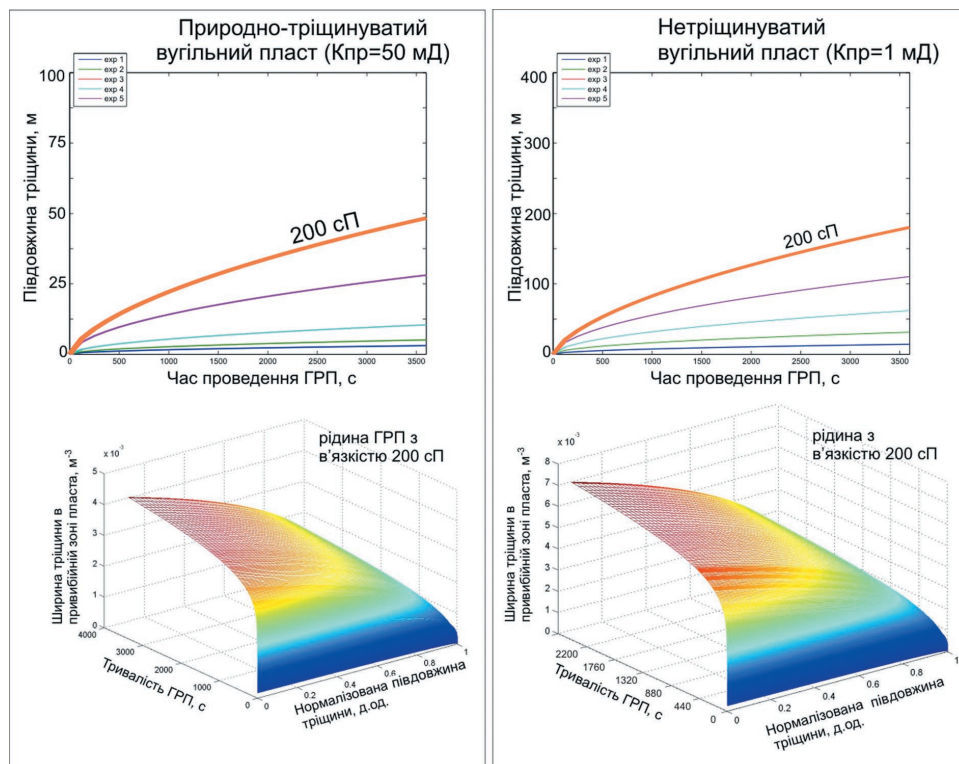 Природно-тріщинуватий
вугільний пласт (Кпр=50 мД)
exp 1
exp 2
exp 3
exp 4
exp 5
100
75
50
25
0
Півдовжина тріщини, м
200 сП
0
500
1000
1500
2000
2500
3000
3500
Час проведення ГРП, с
Нетріщинуватий
вугільний пласт (Кпр=1 мД)
exp 1
exp 2
exp 3
exp 4
exp 5
400
300
200
100
0
Півдовжина тріщини, м
200 сП
0
500
1000
1500
2000
2500
3000
3500
Час проведення ГРП, с
рідина ГРП з
в'язкістю 200 сП
x 10⁻³
5
4
3
2
1
0
Ширина тріщини в
привибійній зоні пласта, м⁻³
4000
3000
2000
1000
0
Тривалість ГРП, с
0
0.2
0.4
0.6
0.8
1
Нормалізована півдовжина
тріщини, д.од.
рідина з
в'язкістю 200 сП
x 10⁻³
8
7
6
5
4
3
2
1
0
Ширина тріщини в
привибійній зоні пласта, м⁻³
2200
1760
1320
880
440
0
Тривалість ГРП, с
0
0.2
0.4
0.6
0.8
1
Нормалізована півдовжина
тріщини, д.од.